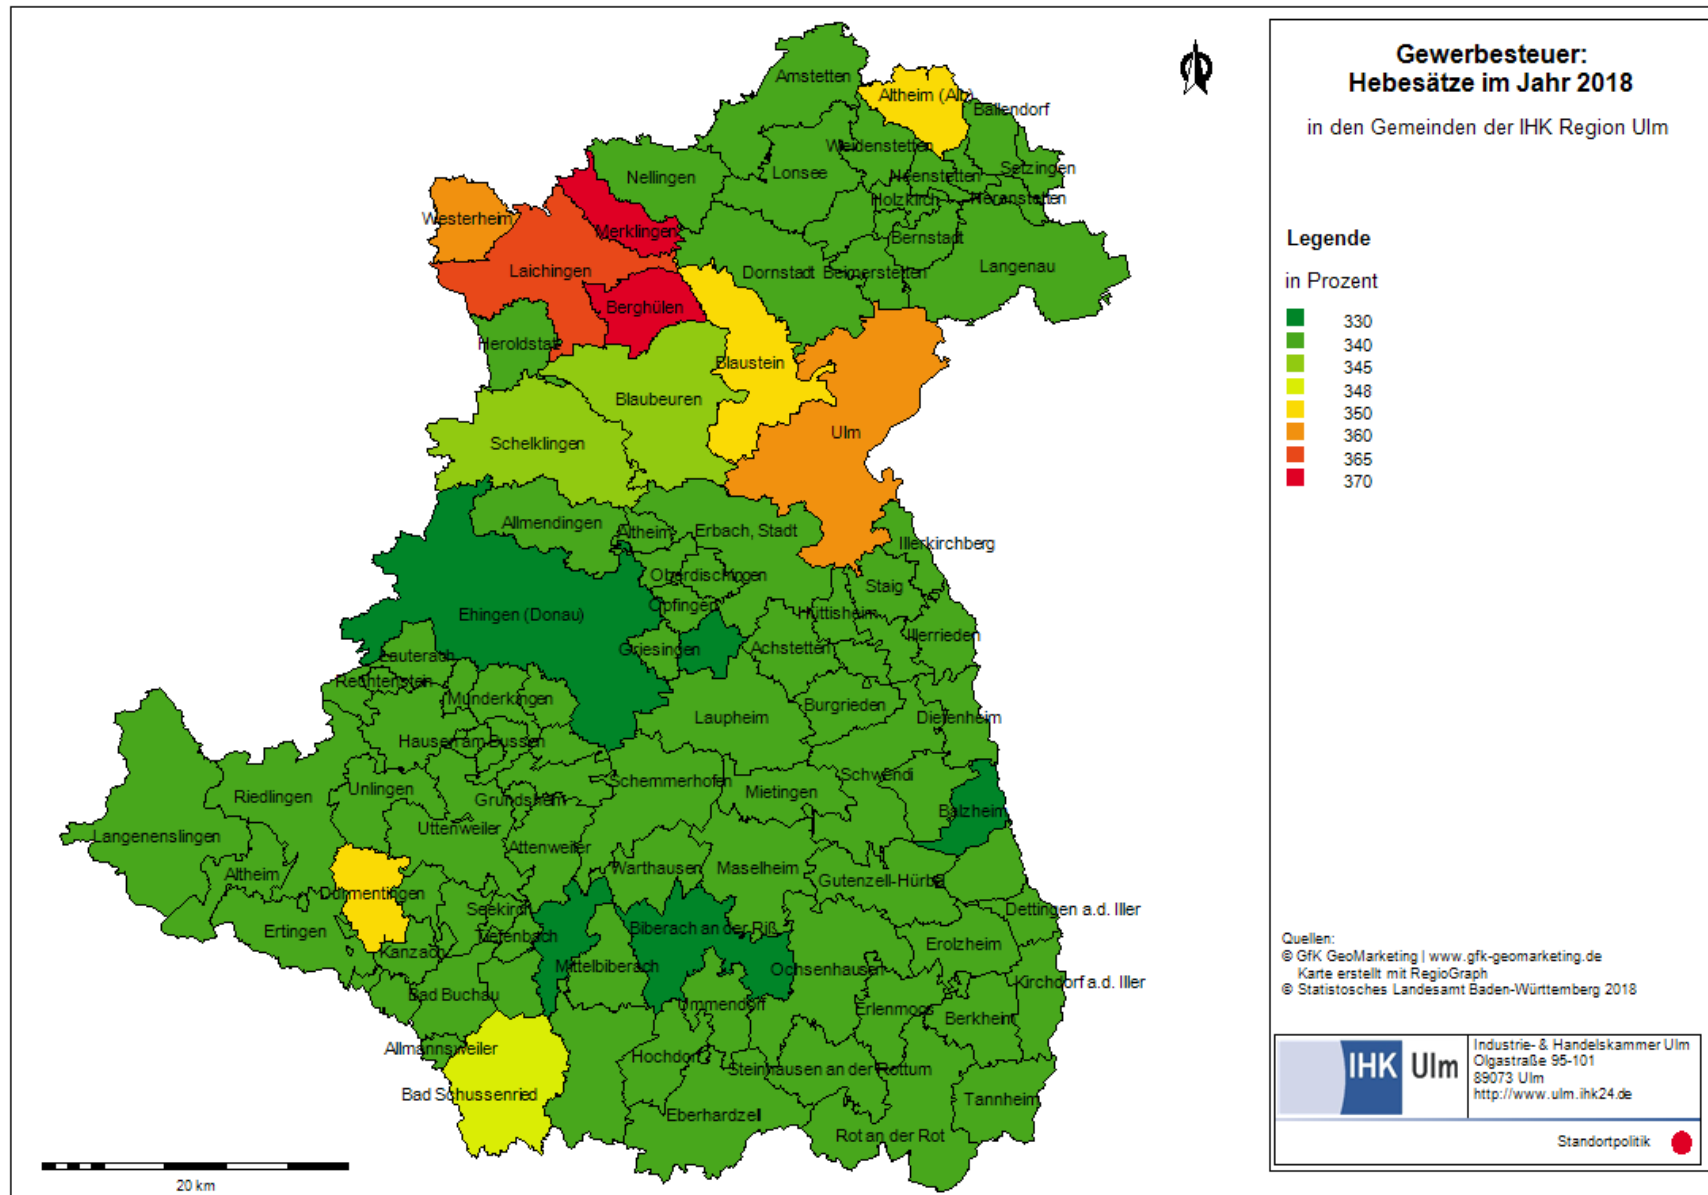 Gewerbesteuer:
Hebesätze im Jahr 2018
in den Gemeinden der IHK Region Ulm
Legende
in Prozent
330
340
345
348
350
360
365
370
Amstetten
Altheim (Alb)
Ballendorf
Weidenstetten
Lonsee
Nellingen
Setzingen
Neenstetten
Holzkirch
Nerenstetten
Westerheim
Merklingen
Bernstadt
Laichingen
Dornstadt
Beimerstetten
Langenau
Berghülen
Heroldstatt
Blaustein
Blaubeuren
Ulm
Schelklingen
Allmendingen
Altheim
Erbach, Stadt
Illerkirchberg
Oberdischingen
Staig
Öpfingen
Ehingen (Donau)
Hüttisheim
Illerrieden
Griesingen
Achstetten
Lauterach
Rechtenstein
Munderkingen
Burgrieden
Laupheim
Dietenheim
Hausen am Bussen
Schemmerhofen
Schwendi
Unlingen
Riedlingen
Grundsheim
Mietingen
Balzheim
Langenenslingen
Uttenweiler
Attenweiler
Warthausen
Maselheim
Altheim
Gutenzell-Hürbel
Dürmentingen
Seekirch
Dettingen a.d. Iller
Ertingen
Tiefenbach
Biberach an der Riß
Erolzheim
Kanzach
Mittelbiberach
Ochsenhausen
Kirchdorf a.d. Iller
Bad Buchau
Ummendorf
Erlenmoos
Berkheim
Allmannsweiler
Hochdorf
Steinhausen an der Rottum
Bad Schussenried
Tannheim
Eberhardzell
Rot an der Rot
20 km
Quellen:
© GfK GeoMarketing | www.gfk-geomarketing.de
Karte erstellt mit RegioGraph
© Statistosches Landesamt Baden-Württemberg 2018
IHK Ulm
Industrie- & Handelskammer Ulm
Olgastraße 95-101
89073 Ulm
http://www.ulm.ihk24.de
Standortpolitik